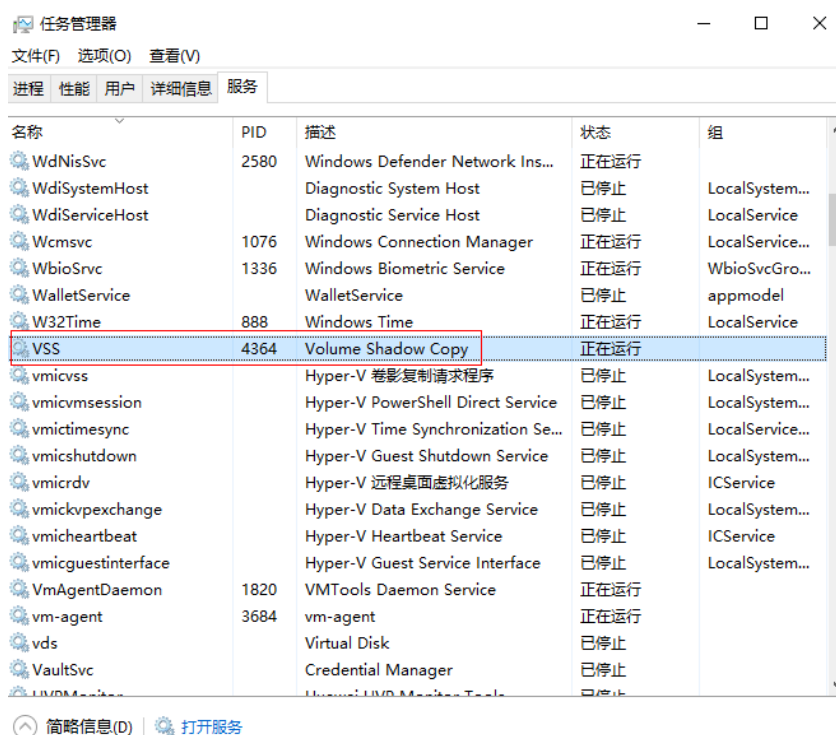 任务管理器
文件(F) 选项(O) 查看(V)
进程 性能 用户 详细信息 服务
名称 PID 描述 状态 组
WdNisSvc 2580 Windows Defender Network Ins... 正在运行
WdiSystemHost Diagnostic System Host 已停止 LocalSystem...
WdiServiceHost Diagnostic Service Host 已停止 LocalService
Wcmsvc 1076 Windows Connection Manager 正在运行 LocalService...
WbioSrvc 1336 Windows Biometric Service 正在运行 WbioSvcGro...
WalletService WalletService 已停止 appmodel
W32Time 888 Windows Time 正在运行 LocalService
VSS 4364 Volume Shadow Copy 正在运行
vmicvss Hyper-V 卷影复制请求程序 已停止 LocalSystem...
vmicvmsession Hyper-V PowerShell Direct Service 已停止 LocalSystem...
vmictimesync Hyper-V Time Synchronization Se... 已停止 LocalService...
vmicshutdown Hyper-V Guest Shutdown Service 已停止 LocalSystem...
vmicrdv Hyper-V 远程桌面虚拟化服务 已停止 ICService
vmickvpexchange Hyper-V Data Exchange Service 已停止 LocalSystem...
vmicheartbeat Hyper-V Heartbeat Service 已停止 ICService
vmicguestinterface Hyper-V Guest Service Interface 已停止 LocalSystem...
VmAgentDaemon 1820 VMTools Daemon Service 正在运行
vm-agent 3684 vm-agent 正在运行
vds Virtual Disk 已停止
VaultSvc Credential Manager 已停止
简略信息(D) 打开服务